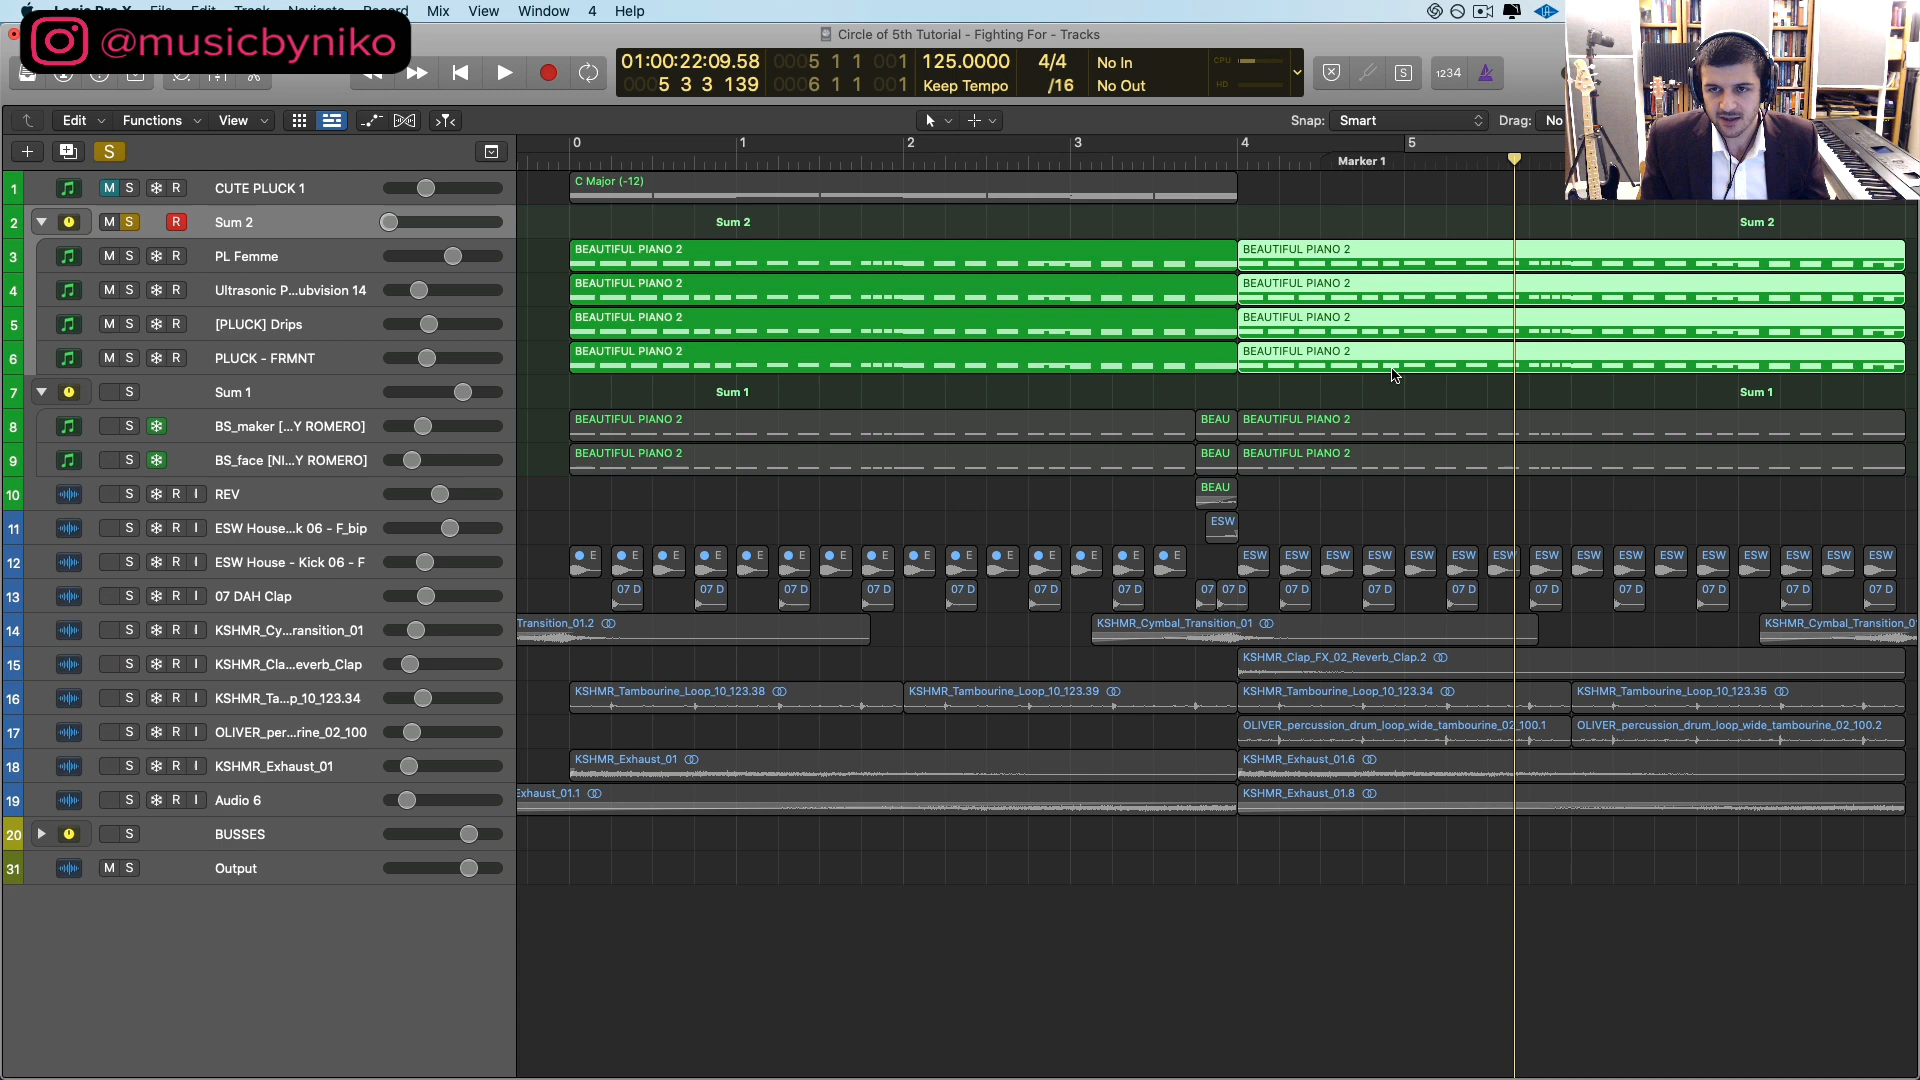 Mix View Window 4 Help
@musicbyniko
Circle of 5th Tutorial - Fighting For - Tracks
01:00:22:09.58 0005 1 1 001 125.0000 4/4 No In CPU
0005 3 3 139 0006 1 1 001 Keep Tempo /16 No Out HD
S 1234
Edit Functions View Snap: Smart Drag: No
S
0 1 2 3 4 5
Marker 1
1 M S R CUTE PLUCK 1 C Major (-12)
2 M S R Sum 2 Sum 2 Sum 2
3 M S R PL Femme BEAUTIFUL PIANO 2 BEAUTIFUL PIANO 2
4 M S R Ultrasonic P...ubvision 14 BEAUTIFUL PIANO 2 BEAUTIFUL PIANO 2
5 M S R [PLUCK] Drips BEAUTIFUL PIANO 2 BEAUTIFUL PIANO 2
6 M S R PLUCK - FRMNT BEAUTIFUL PIANO 2 BEAUTIFUL PIANO 2
7 S Sum 1 Sum 1 Sum 1
8 S BS_maker [...Y ROMERO] BEAUTIFUL PIANO 2 BEAU BEAUTIFUL PIANO 2
9 S BS_face [NI...Y ROMERO] BEAUTIFUL PIANO 2 BEAU BEAUTIFUL PIANO 2
10 S R I REV BEAU
11 S R I ESW House...k 06 - F_bip ESW
12 S R I ESW House - Kick 06 - F E E E E E E E E E E E E E E E ESW ESW ESW ESW ESW ESW ESW ESW ESW ESW ESW ESW ESW ESW ESW ESW
13 S R I 07 DAH Clap 07 D 07 D 07 D 07 D 07 D 07 D 07 D 07 07 D 07 D 07 D 07 D 07 D 07 D 07 D 07 D 07 D
14 S R I KSHMR_Cy...ransition_01 Transition_01.2 KSHMR_Cymbal_Transition_01 KSHMR_Cymbal_Transition_0
15 S R I KSHMR_Cla...everb_Clap KSHMR_Clap_FX_02_Reverb_Clap.2
16 S R I KSHMR_Ta...p_10_123.34 KSHMR_Tambourine_Loop_10_123.38 KSHMR_Tambourine_Loop_10_123.39 KSHMR_Tambourine_Loop_10_123.34 KSHMR_Tambourine_Loop_10_123.35
17 S R I OLIVER_per...rine_02_100 OLIVER_percussion_drum_loop_wide_tambourine_02_100.1 OLIVER_percussion_drum_loop_wide_tambourine_02_100.2
18 S R I KSHMR_Exhaust_01 KSHMR_Exhaust_01 KSHMR_Exhaust_01.6
19 S R I Audio 6 Exhaust_01.1 KSHMR_Exhaust_01.8
20 S BUSSES
31 M S Output